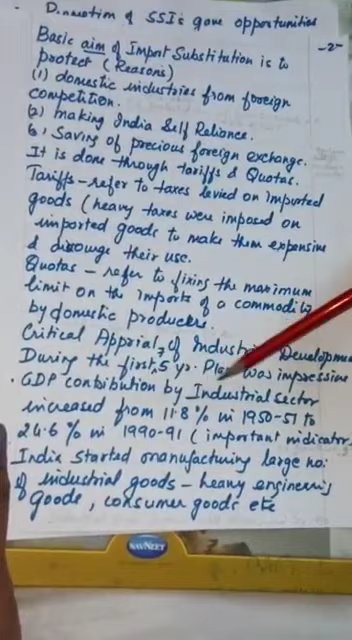 - D.nration of SSI's gave opportunities
-2-
Basic aim of Import Substitution is to
protect (Reasons)
(1) domestic industries from foreign
competition.
(2) making India Self Reliance.
(3) Saving of precious foreign exchange.
It is done through tariffs & Quotas.
Tariffs - refer to taxes levied on imported
goods (heavy taxes were imposed on
imported goods to make them expensive
& discourage their use.
Quotas - refer to fixing the maximum
limit on the imports of a commodity
by domestic producers.
Critical Apprial of Industrial Developme
During the first, 5 yr. Plan was impressive
. GDP contribution by Industrial sector
increased from 11.8% in 1950-51 to
24.6% in 1990-91 (important indicator
India started manufacturing large no:
of industrial goods - heavy engineering
goods, consumer goods etc
NAVNEET